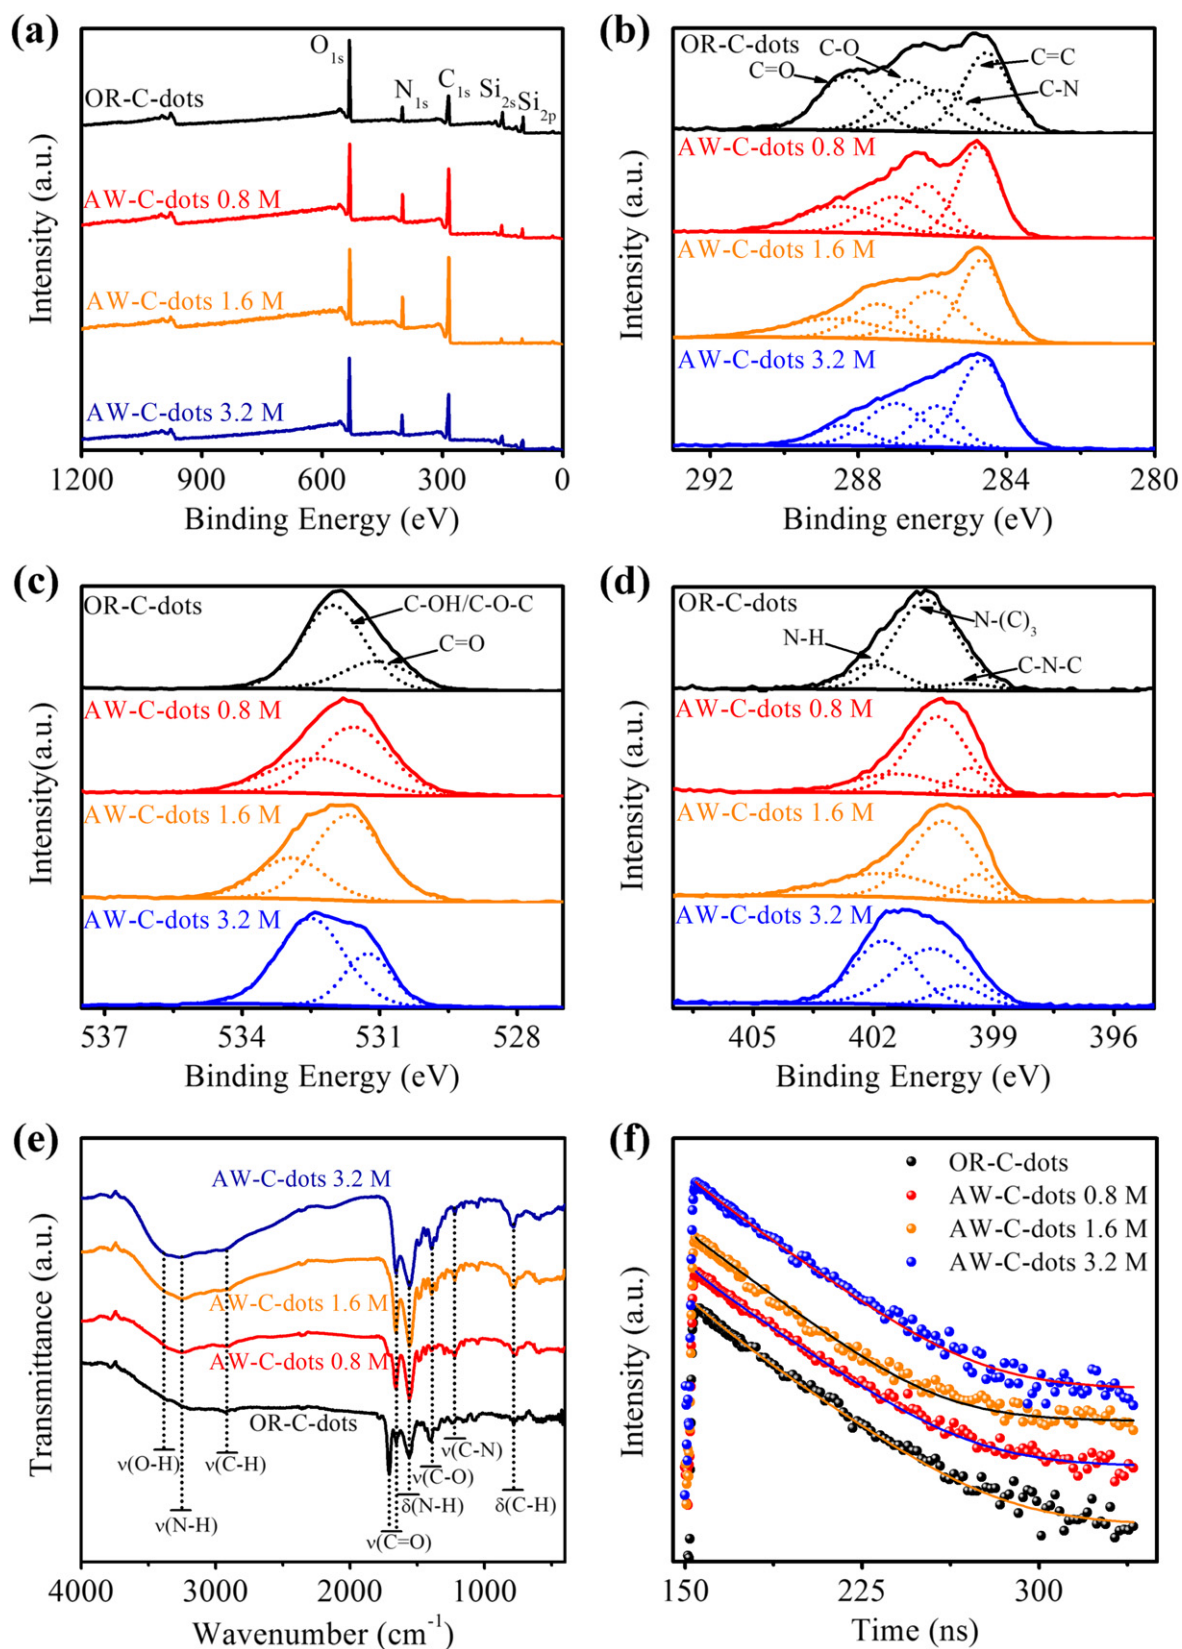 (a)
O1s
N1s
C1s
Si2s
Si2p
OR-C-dots
AW-C-dots 0.8 M
AW-C-dots 1.6 M
AW-C-dots 3.2 M
Intensity (a.u.)
1200 900 600 300 0
Binding Energy (eV)
(b)
OR-C-dots
C-O
C=O
C=C
C-N
AW-C-dots 0.8 M
AW-C-dots 1.6 M
AW-C-dots 3.2 M
Intensity (a.u.)
292 288 284 280
Binding energy (eV)
(c)
OR-C-dots
C-OH/C-O-C
C=O
AW-C-dots 0.8 M
AW-C-dots 1.6 M
AW-C-dots 3.2 M
Intensity(a.u.)
537 534 531 528
Binding Energy (eV)
(d)
OR-C-dots
N-(C)3
N-H
C-N-C
AW-C-dots 0.8 M
AW-C-dots 1.6 M
AW-C-dots 3.2 M
Intensity (a.u.)
405 402 399 396
Binding Energy (eV)
(e)
AW-C-dots 3.2 M
AW-C-dots 1.6 M
AW-C-dots 0.8 M
OR-C-dots
ν(O-H)
ν(C-H)
ν(N-H)
ν(C-N)
ν(C-O)
δ(N-H)
δ(C-H)
ν(C=O)
Transmittance (a.u.)
4000 3000 2000 1000
Wavenumber (cm-1)
(f)
OR-C-dots
AW-C-dots 0.8 M
AW-C-dots 1.6 M
AW-C-dots 3.2 M
Intensity (a.u.)
150 225 300
Time (ns)